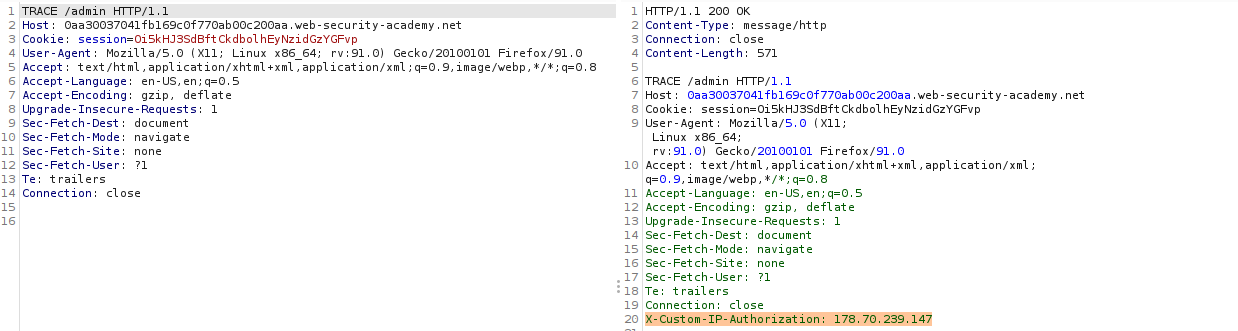 1 TRACE /admin HTTP/1.1
2 Host: 0aa30037041fb169c0f770ab00c200aa.web-security-academy.net
3 Cookie: session=Oi5kHJ3SdBftCkdbolhEyNzidGzYGFvp
4 User-Agent: Mozilla/5.0 (X11; Linux x86_64; rv:91.0) Gecko/20100101 Firefox/91.0
5 Accept: text/html,application/xhtml+xml,application/xml;q=0.9,image/webp,*/*;q=0.8
6 Accept-Language: en-US,en;q=0.5
7 Accept-Encoding: gzip, deflate
8 Upgrade-Insecure-Requests: 1
9 Sec-Fetch-Dest: document
10 Sec-Fetch-Mode: navigate
11 Sec-Fetch-Site: none
12 Sec-Fetch-User: ?1
13 Te: trailers
14 Connection: close
15
16
1 HTTP/1.1 200 OK
2 Content-Type: message/http
3 Connection: close
4 Content-Length: 571
5
6 TRACE /admin HTTP/1.1
7 Host: 0aa30037041fb169c0f770ab00c200aa.web-security-academy.net
8 Cookie: session=Oi5kHJ3SdBftCkdbolhEyNzidGzYGFvp
9 User-Agent: Mozilla/5.0 (X11;
Linux x86_64;
rv:91.0) Gecko/20100101 Firefox/91.0
10 Accept: text/html,application/xhtml+xml,application/xml;
q=0.9,image/webp,*/*;q=0.8
11 Accept-Language: en-US,en;q=0.5
12 Accept-Encoding: gzip, deflate
13 Upgrade-Insecure-Requests: 1
14 Sec-Fetch-Dest: document
15 Sec-Fetch-Mode: navigate
16 Sec-Fetch-Site: none
17 Sec-Fetch-User: ?1
18 Te: trailers
19 Connection: close
20 X-Custom-IP-Authorization: 178.70.239.147